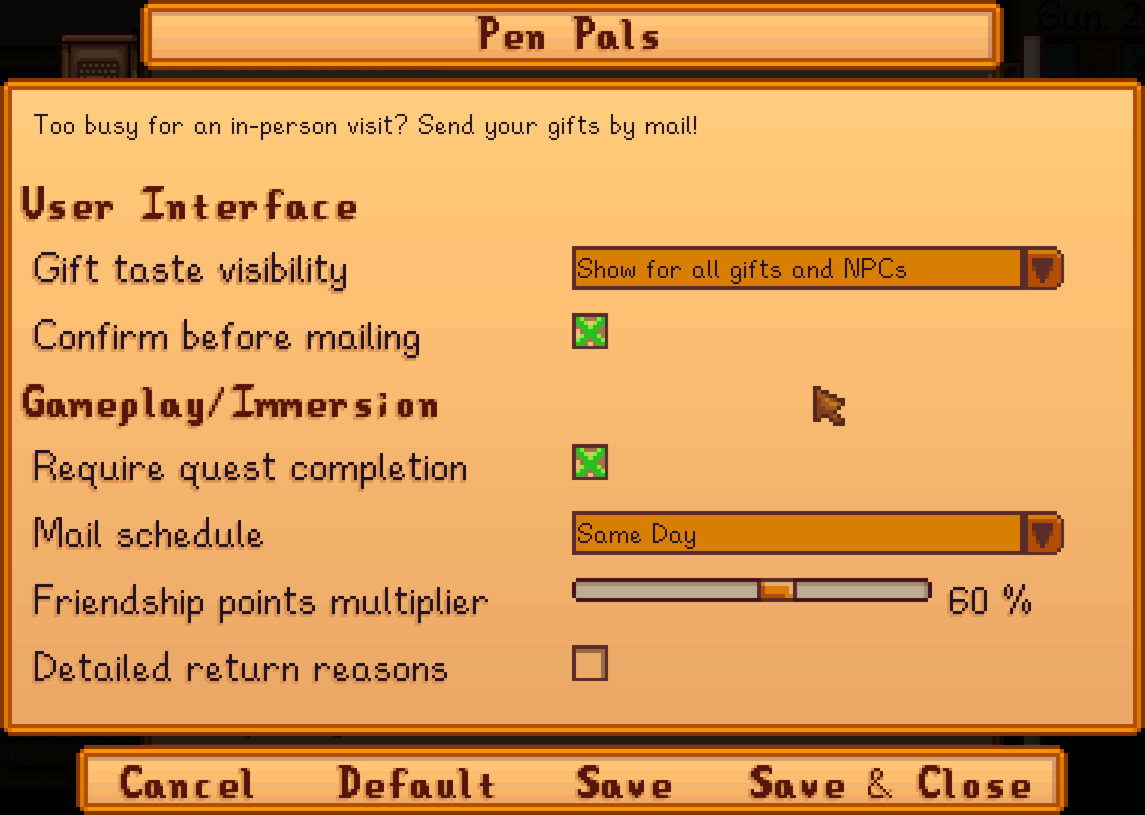 Sun. 2
Pen Pals
Too busy for an in-person visit? Send your gifts by mail!
User Interface
Gift taste visibility
Show for all gifts and NPCs
Confirm before mailing
Gameplay/Immersion
Require quest completion
Mail schedule
Same Day
Friendship points multiplier
60 %
Detailed return reasons
Cancel Default Save Save & Close